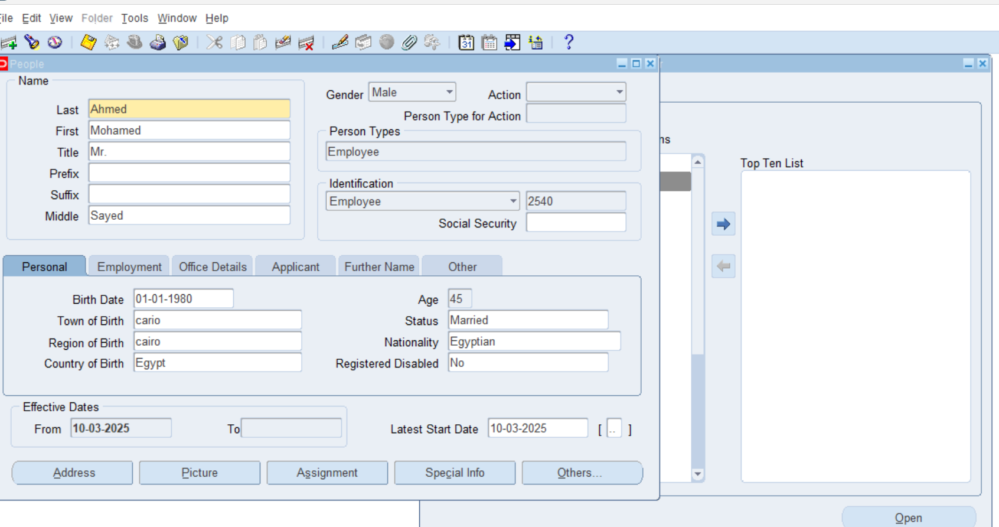 File Edit View Folder Tools Window Help
31 ?
People
Name
Last Ahmed
First Mohamed
Title Mr.
Prefix
Suffix
Middle Sayed
Gender Male Action
Person Type for Action
Person Types
Employee
Identification
Employee 2540
Social Security
Personal Employment Office Details Applicant Further Name Other
Birth Date 01-01-1980 Age 45
Town of Birth cario Status Married
Region of Birth cairo Nationality Egyptian
Country of Birth Egypt Registered Disabled No
Effective Dates
From 10-03-2025 To Latest Start Date 10-03-2025 [ .. ]
Address Picture Assignment Special Info Others...
Top Ten List
Open